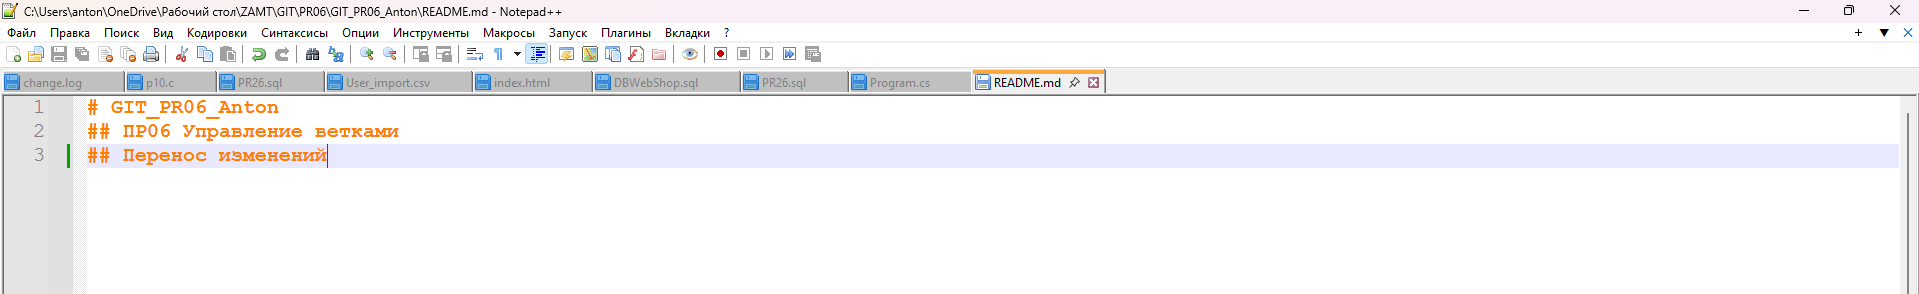 C:\Users\anton\OneDrive\Рабочий стол\ZAMT\GIT\PR06\GIT_PR06_Anton\README.md - Notepad++
Файл Правка Поиск Вид Кодировки Синтаксисы Опции Инструменты Макросы Запуск Плагины Вкладки ?
change.log p10.c PR26.sql User_import.csv index.html DBWebShop.sql PR26.sql Program.cs README.md
1 # GIT_PR06_Anton
2 ## ПР06 Управление ветками
3 ## Перенос изменений